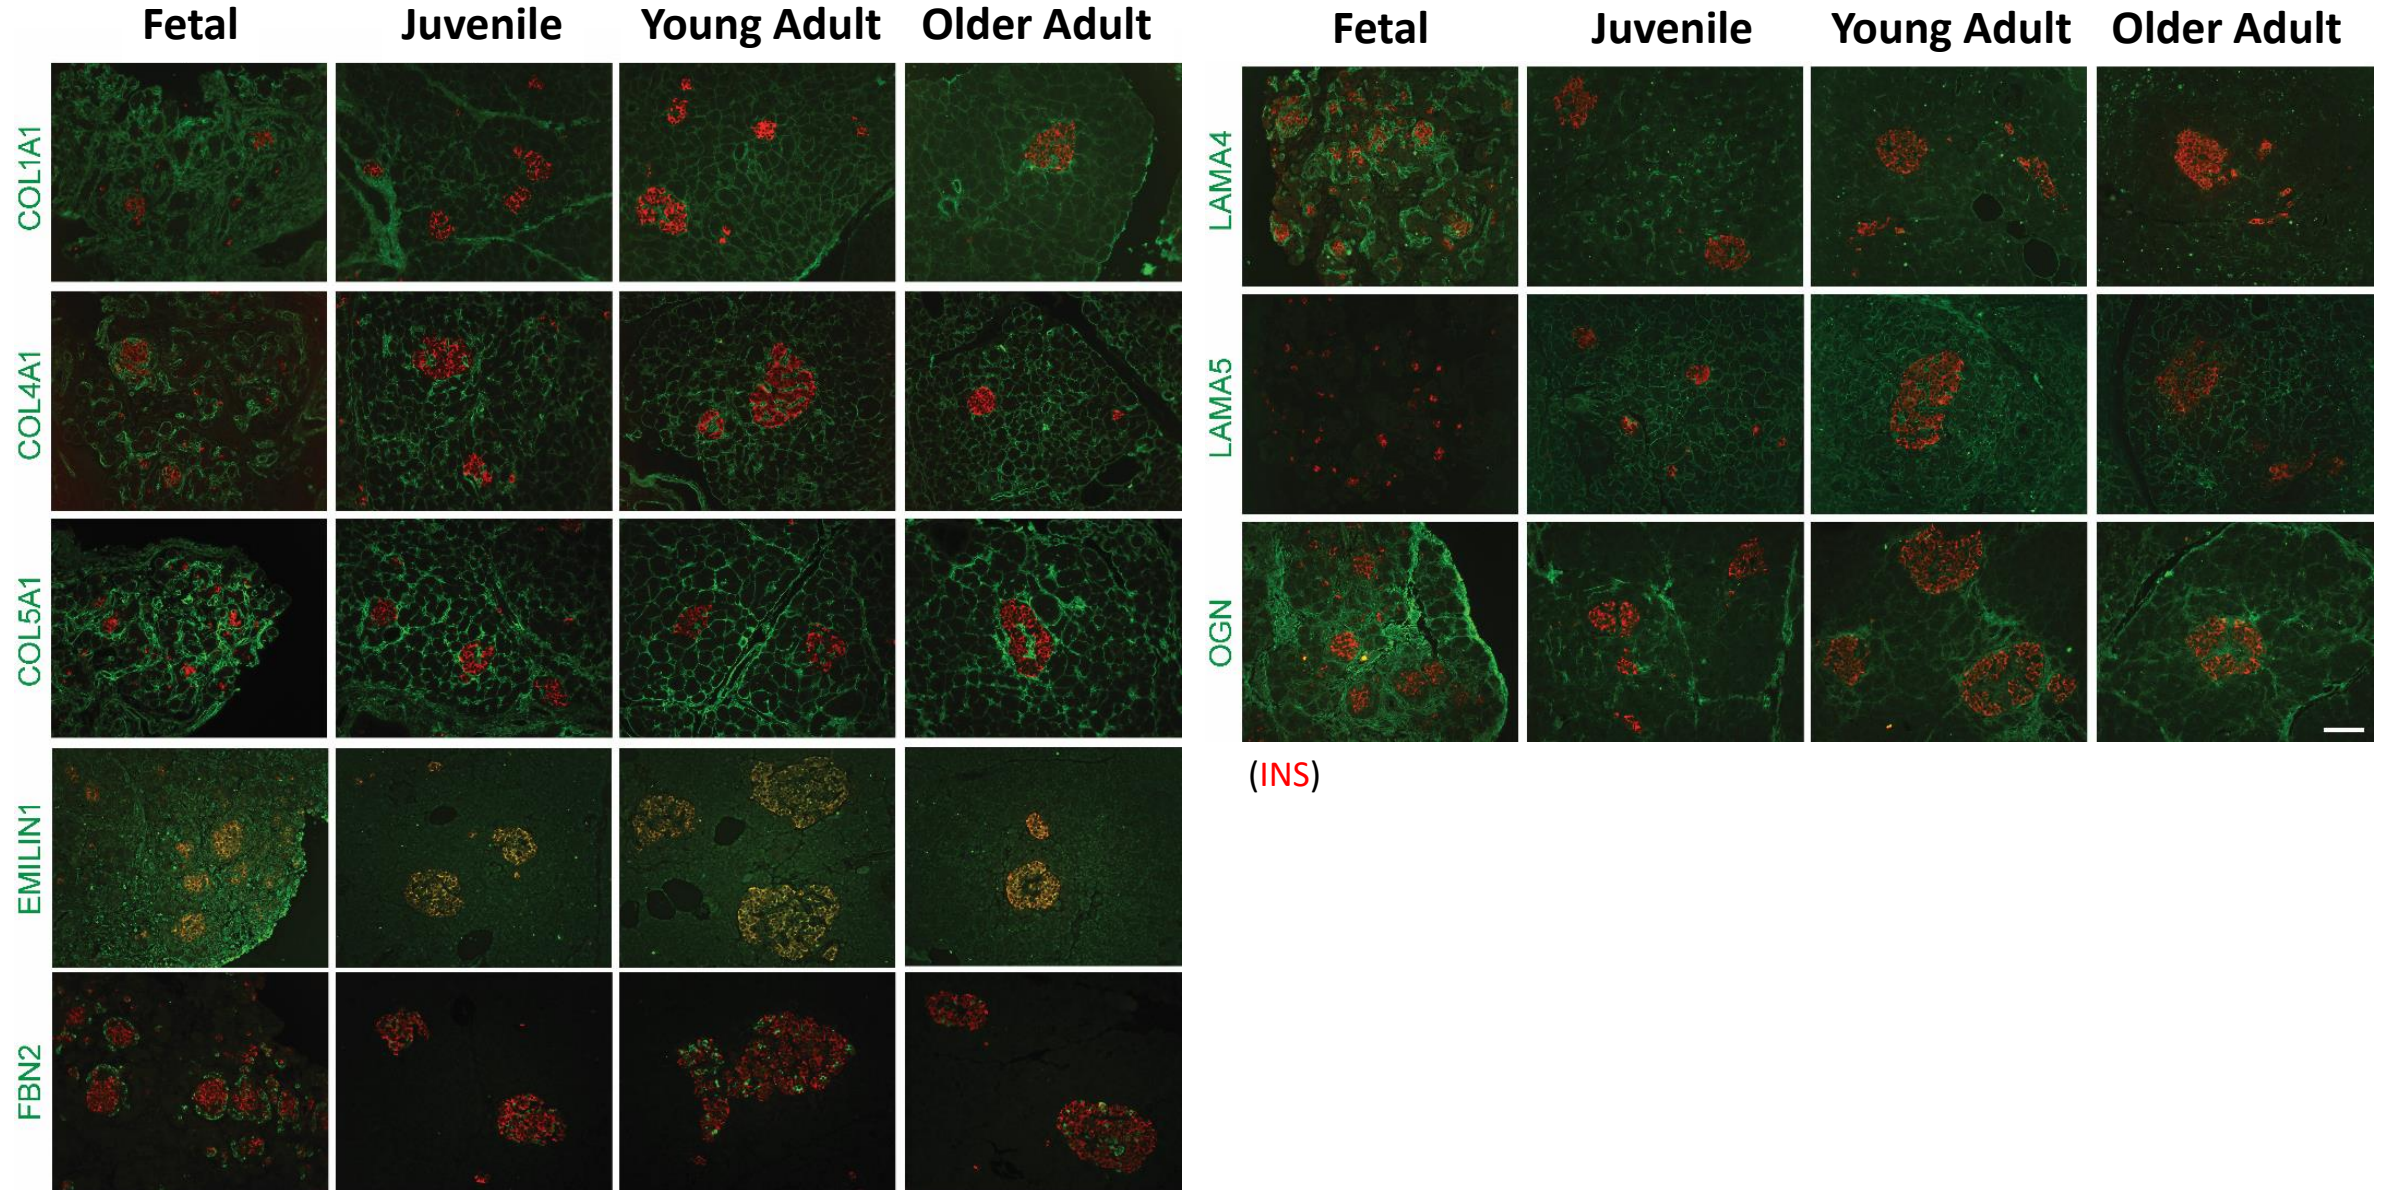 Fetal Juvenile Young Adult Older Adult
COL1A1
COL4A1
COL5A1
EMILIN1
FBN2
Fetal Juvenile Young Adult Older Adult
LAMA4
LAMA5
OGN
(INS)